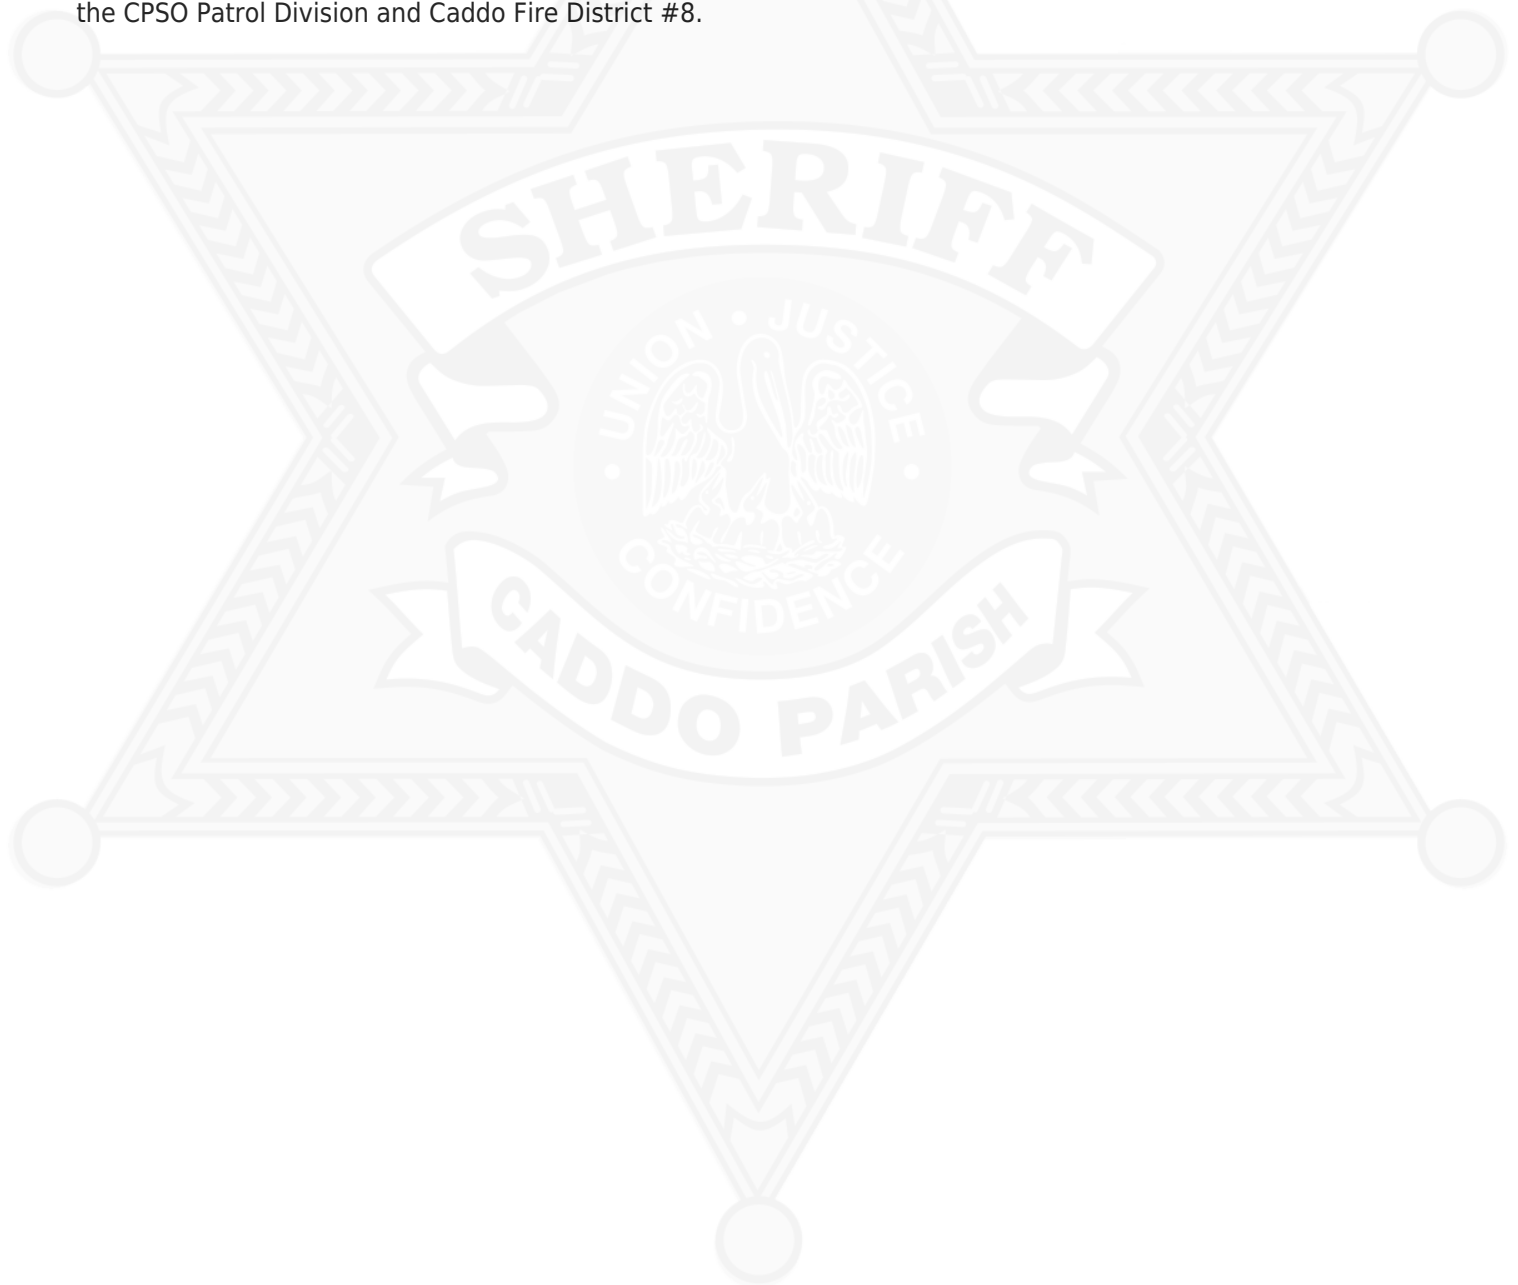 the CPSO Patrol Division and Caddo Fire District #8.
SHERIFF
UNION • JUSTICE
• CONFIDENCE •
CADDO PARISH